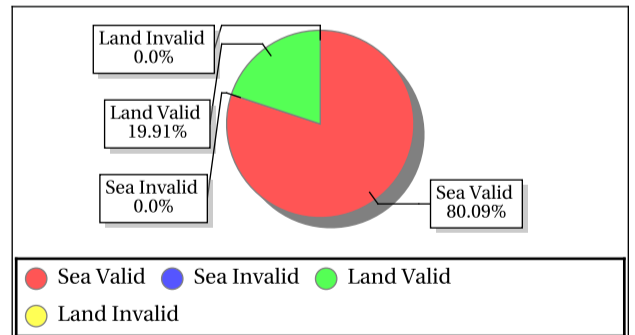 Land Invalid
0.0%
Land Valid
19.91%
Sea Invalid
0.0%
Sea Valid
80.09%
Sea Valid Sea Invalid Land Valid
Land Invalid